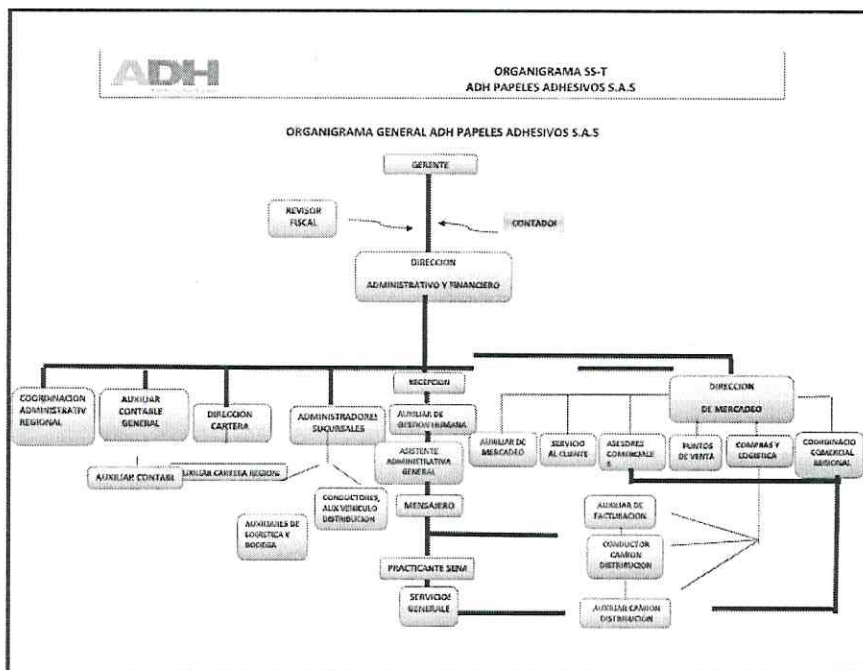 ADH
ORGANIGRAMA SS-T
ADH PAPELES ADHESIVOS S.A.S
ORGANIGRAMA GENERAL ADH PAPELES ADHESIVOS S.A.S
GERENTE
REVISOR
FISCAL
CONTADOR
DIRECCION
ADMINISTRATIVO Y FINANCIERO
RECEPCION
COORDINACION
ADMINISTRATIV
REGIONAL
AUXILIAR
CONTABLE
GENERAL
DIRECCION
CARTERA
ADMINISTRADORES
SUCURSALES
AUXILIAR DE
GESTION HUMANA
DIRECCION
DE MERCADEO
AUXILIAR DE
MERCADEO
SERVICIO
AL CLIENTE
ASESORES
COMERCIALE
S
PUNTOS
DE VENTA
COMPRAS Y
LOGISTICA
COORDINACIO
COMERCIAL
REGIONAL
ASISTENTE
ADMINISTRATIVA
GENERAL
AUXILIAR CONTABL
AUXILIAR CARTERA REGION
CONDUCTORES,
AUX VEHICULO
DISTRIBUCION
MENSAJERO
AUXILIARES DE
LOGISTICA Y
BODEGA
AUXILIAR DE
FACTURACION
CONDUCTOR
CAMION
DISTRIBUCION
PRACTICANTE SENA
SERVICIOS
GENERALE
AUXILIAR CAMION
DISTRIBUCIÓN